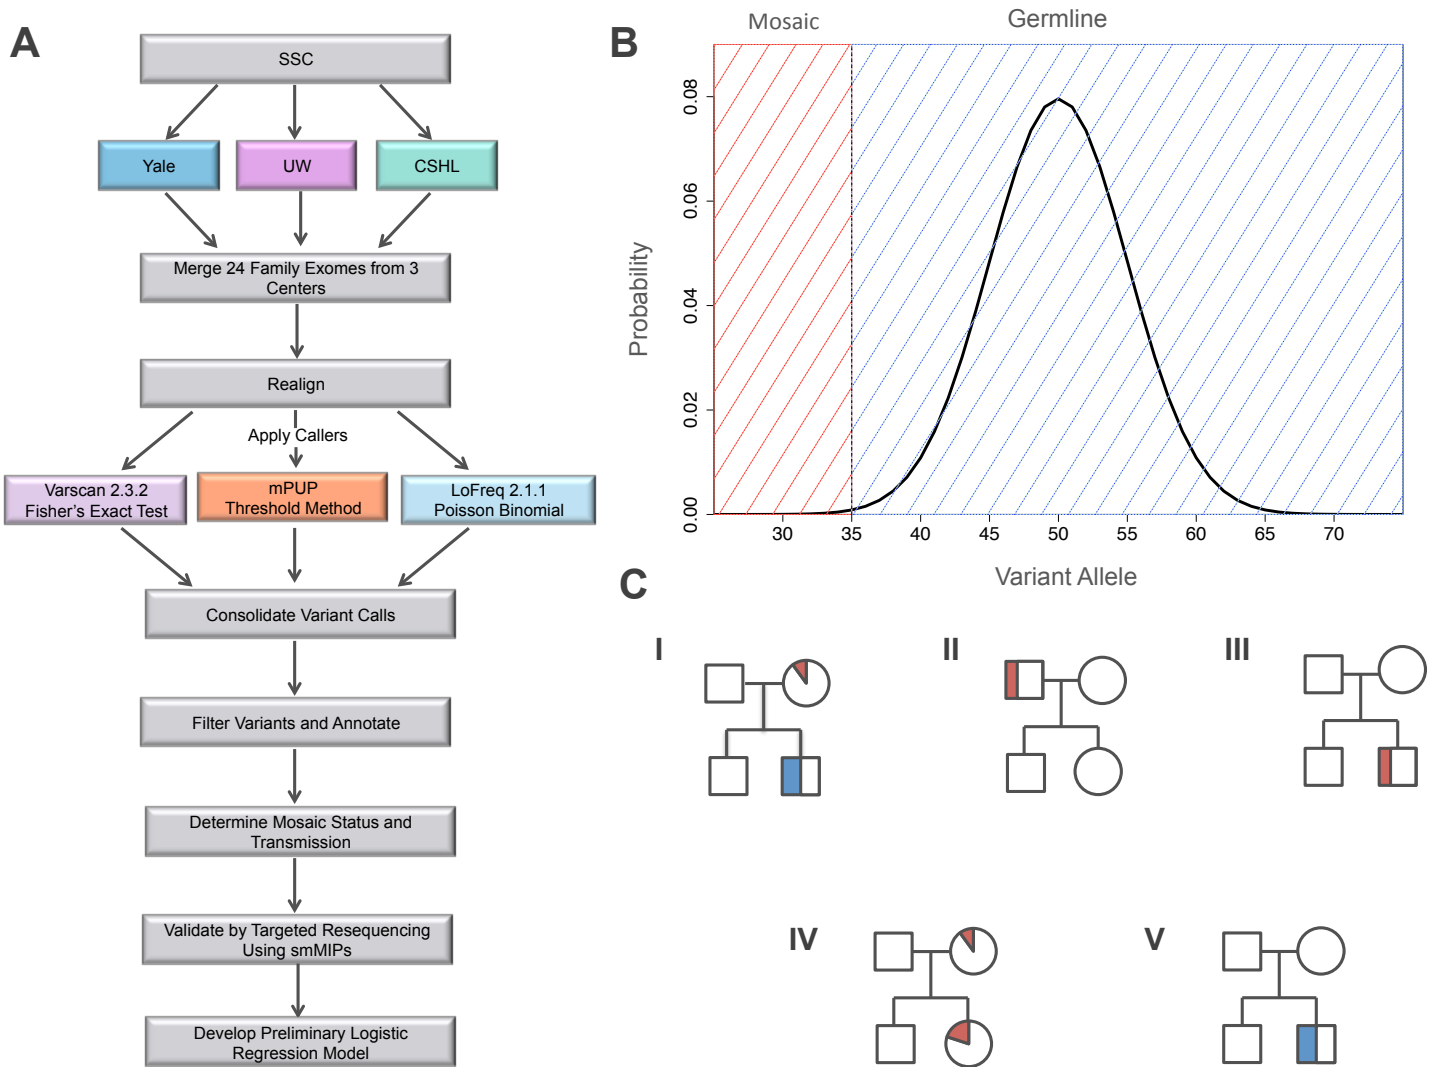 A
SSC
Yale
UW
CSHL
Merge 24 Family Exomes from 3
Centers
Realign
Apply Callers
Varscan 2.3.2
Fisher's Exact Test
mPUP
Threshold Method
LoFreq 2.1.1
Poisson Binomial
Consolidate Variant Calls
Filter Variants and Annotate
Determine Mosaic Status and
Transmission
Validate by Targeted Resequencing
Using smMIPs
Develop Preliminary Logistic
Regression Model
B
Mosaic
Germline
Probability
0.08
0.06
0.04
0.02
0.00
30
35
40
45
50
55
60
65
70
Variant Allele
C
I
II
III
IV
V